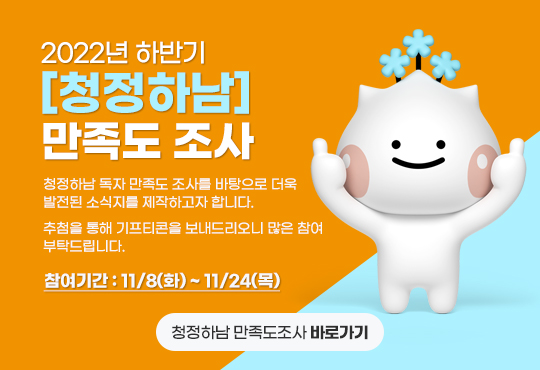 2022년 하반기
[청정하남]
만족도 조사
청정하남 독자 만족도 조사를 바탕으로 더욱
발전된 소식지를 제작하고자 합니다.
추첨을 통해 기프티콘을 보내드리오니 많은 참여
부탁드립니다.
참여기간 : 11/8(화) ~ 11/24(목)
청정하남 만족도조사 바로가기